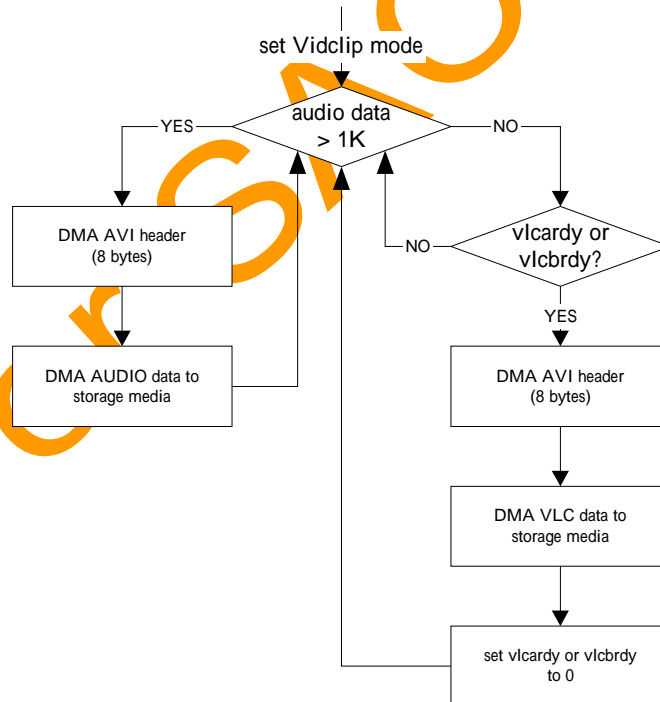 set Vidclip mode
audio data
> 1K
YES
NO
DMA AVI header
(8 bytes)
vlcardy or
vlcbrdy?
NO
YES
DMA AUDIO data to
storage media
DMA AVI header
(8 bytes)
DMA VLC data to
storage media
set vlcardy or vlcbrdy
to 0